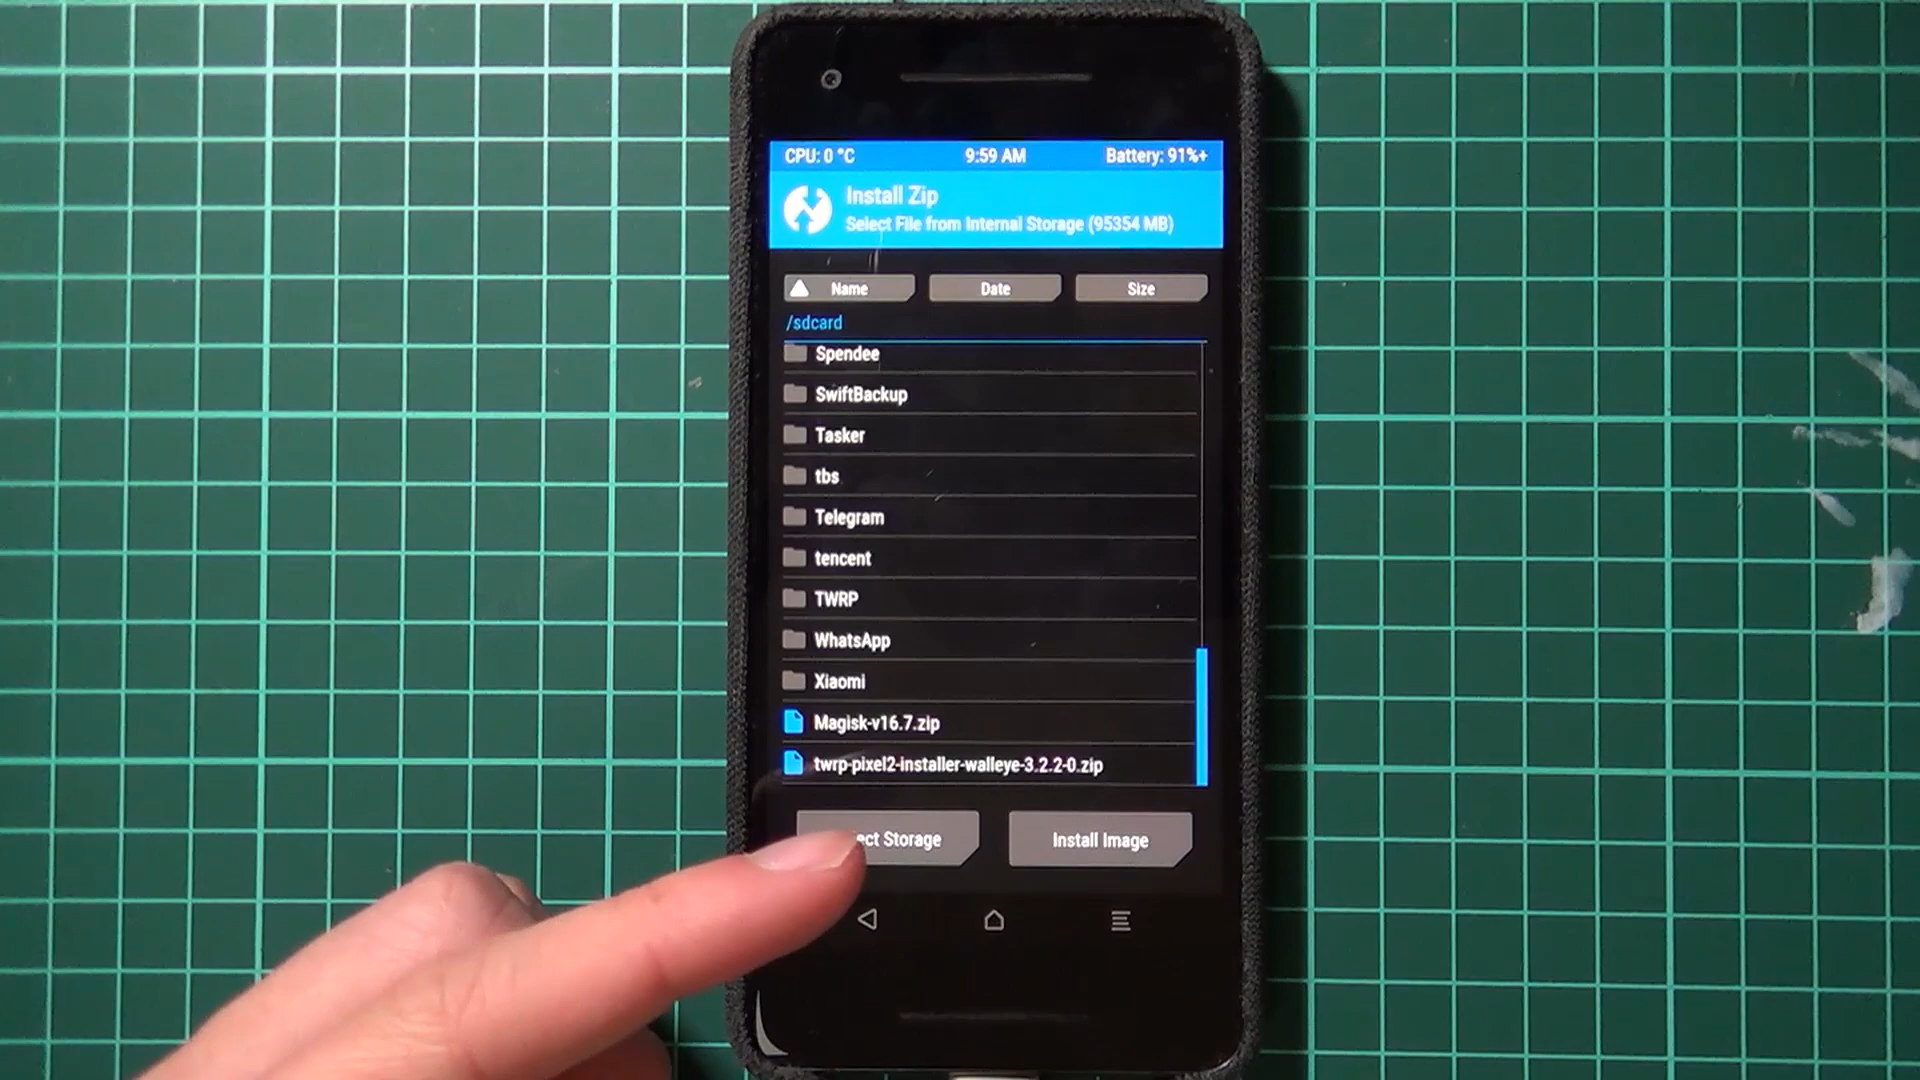 CPU: 0 °C 9:59 AM Battery: 91%+
Install Zip
Select File from Internal Storage (95354 MB)
Name Date Size
/sdcard
Spendee
SwiftBackup
Tasker
tbs
Telegram
tencent
TWRP
WhatsApp
Xiaomi
Magisk-v16.7.zip
twrp-pixel2-installer-walleye-3.2.2-0.zip
ect Storage Install Image